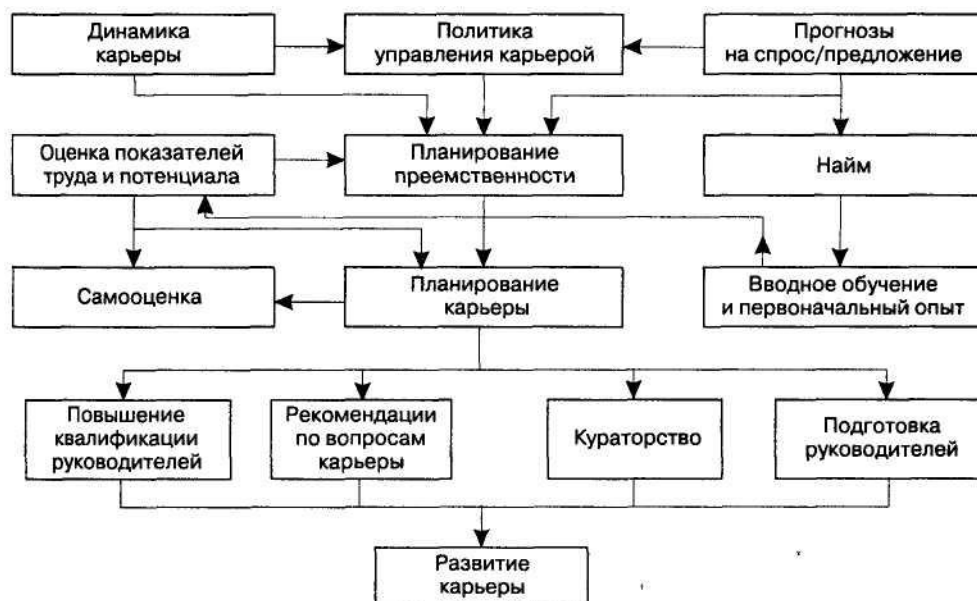 Динамика
карьеры
Политика
управления карьерой
Прогнозы
на спрос/предложение
Оценка показателей
труда и потенциала
Планирование
преемственности
Найм
Самооценка
Планирование
карьеры
Вводное обучение
и первоначальный опыт
Повышение
квалификации
руководителей
Рекомендации
по вопросам
карьеры
Кураторство
Подготовка
руководителей
Развитие
карьеры